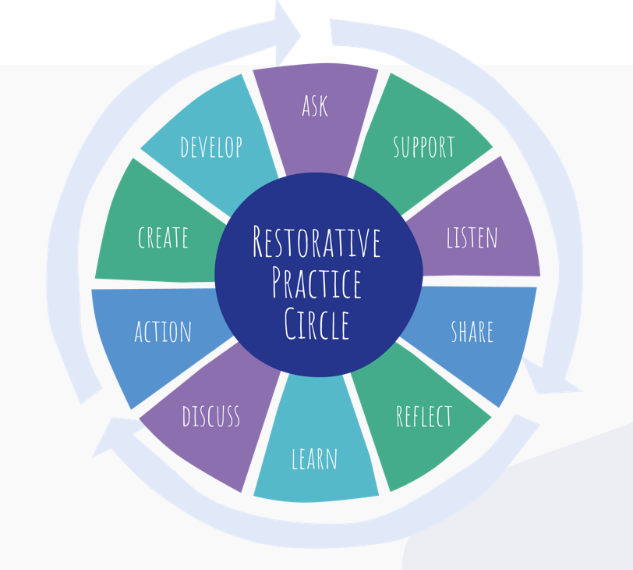 ASK
SUPPORT
LISTEN
SHARE
REFLECT
LEARN
DISCUSS
ACTION
CREATE
DEVELOP
RESTORATIVE
PRACTICE
CIRCLE